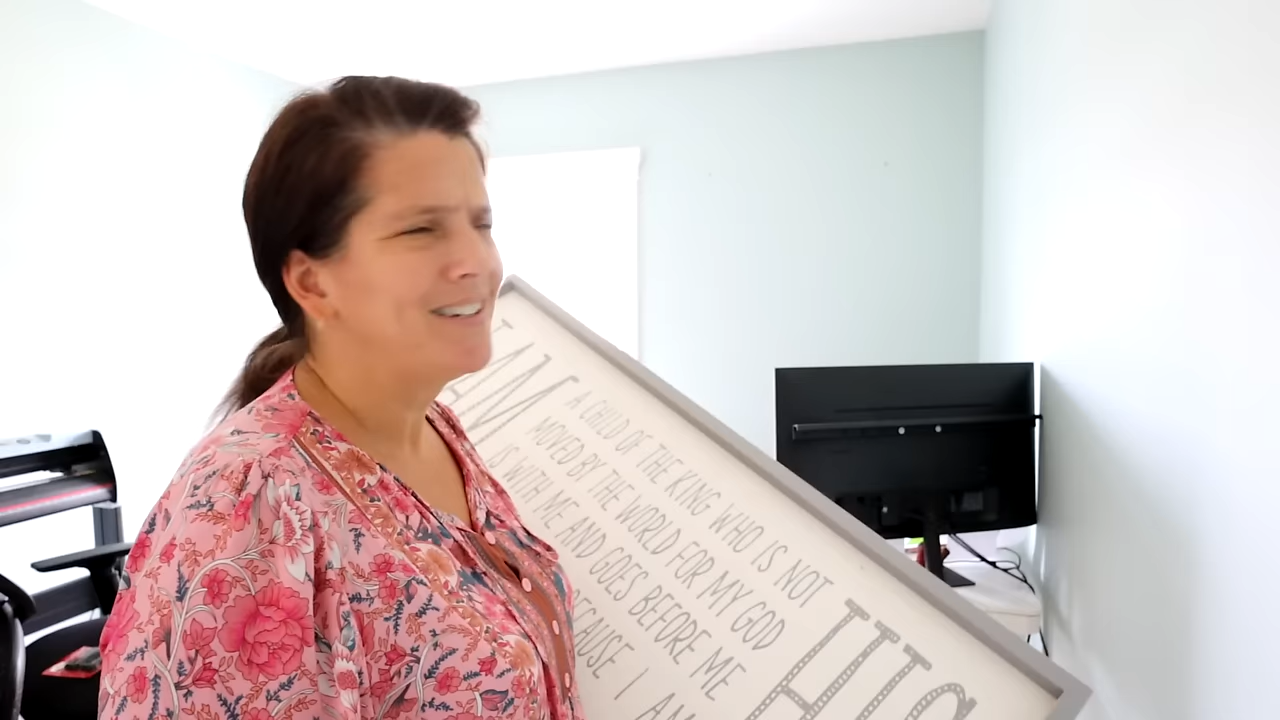 I AM
A CHILD OF THE KING WHO IS NOT
MOVED BY THE WORLD FOR MY GOD
IS WITH ME AND GOES BEFORE ME
BECAUSE I AM
HIS